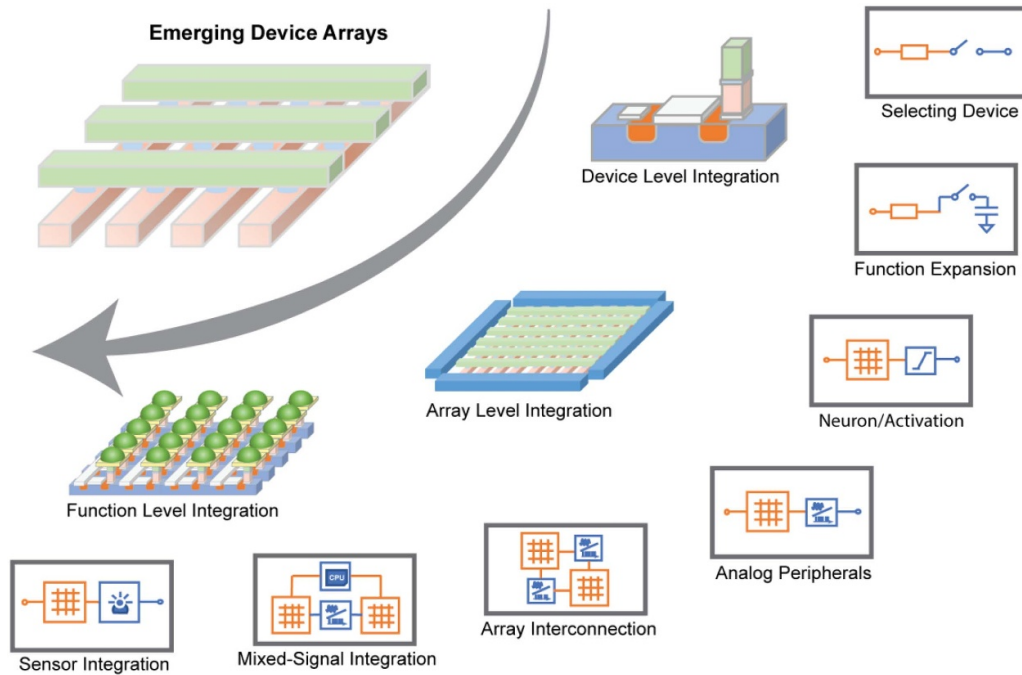 Emerging Device Arrays
Selecting Device
Device Level Integration
Function Expansion
Array Level Integration
Neuron/Activation
Function Level Integration
Analog Peripherals
CPU
Array Interconnection
Sensor Integration
Mixed-Signal Integration